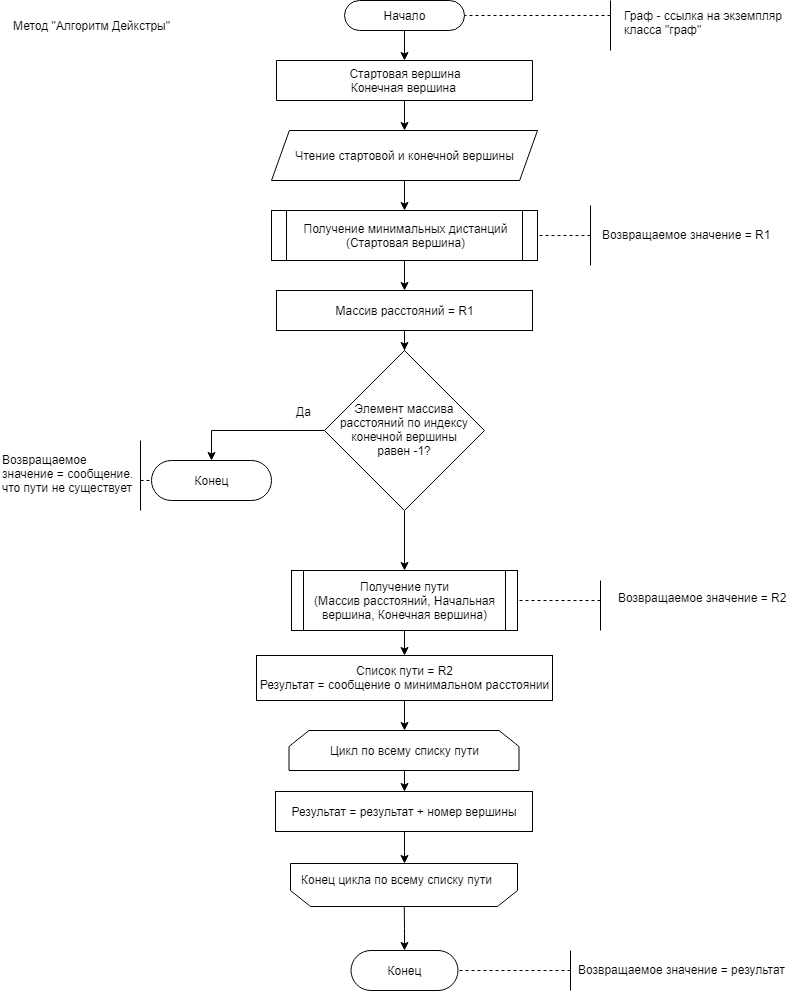 Метод "Алгоритм Дейкстры"
Начало
Граф - ссылка на экземпляр
класса "граф"
Стартовая вершина
Конечная вершина
Чтение стартовой и конечной вершины
Получение минимальных дистанций
(Стартовая вершина)
Возвращаемое значение = R1
Массив расстояний = R1
Элемент массива
расстояний по индексу
конечной вершины
равен -1?
Да
Возвращаемое
значение = сообщение.
что пути не существует
Конец
Получение пути
(Массив расстояний, Начальная
вершина, Конечная вершина)
Возвращаемое значение = R2
Список пути = R2
Результат = сообщение о минимальном расстоянии
Цикл по всему списку пути
Результат = результат + номер вершины
Конец цикла по всему списку пути
Конец
Возвращаемое значение = результат